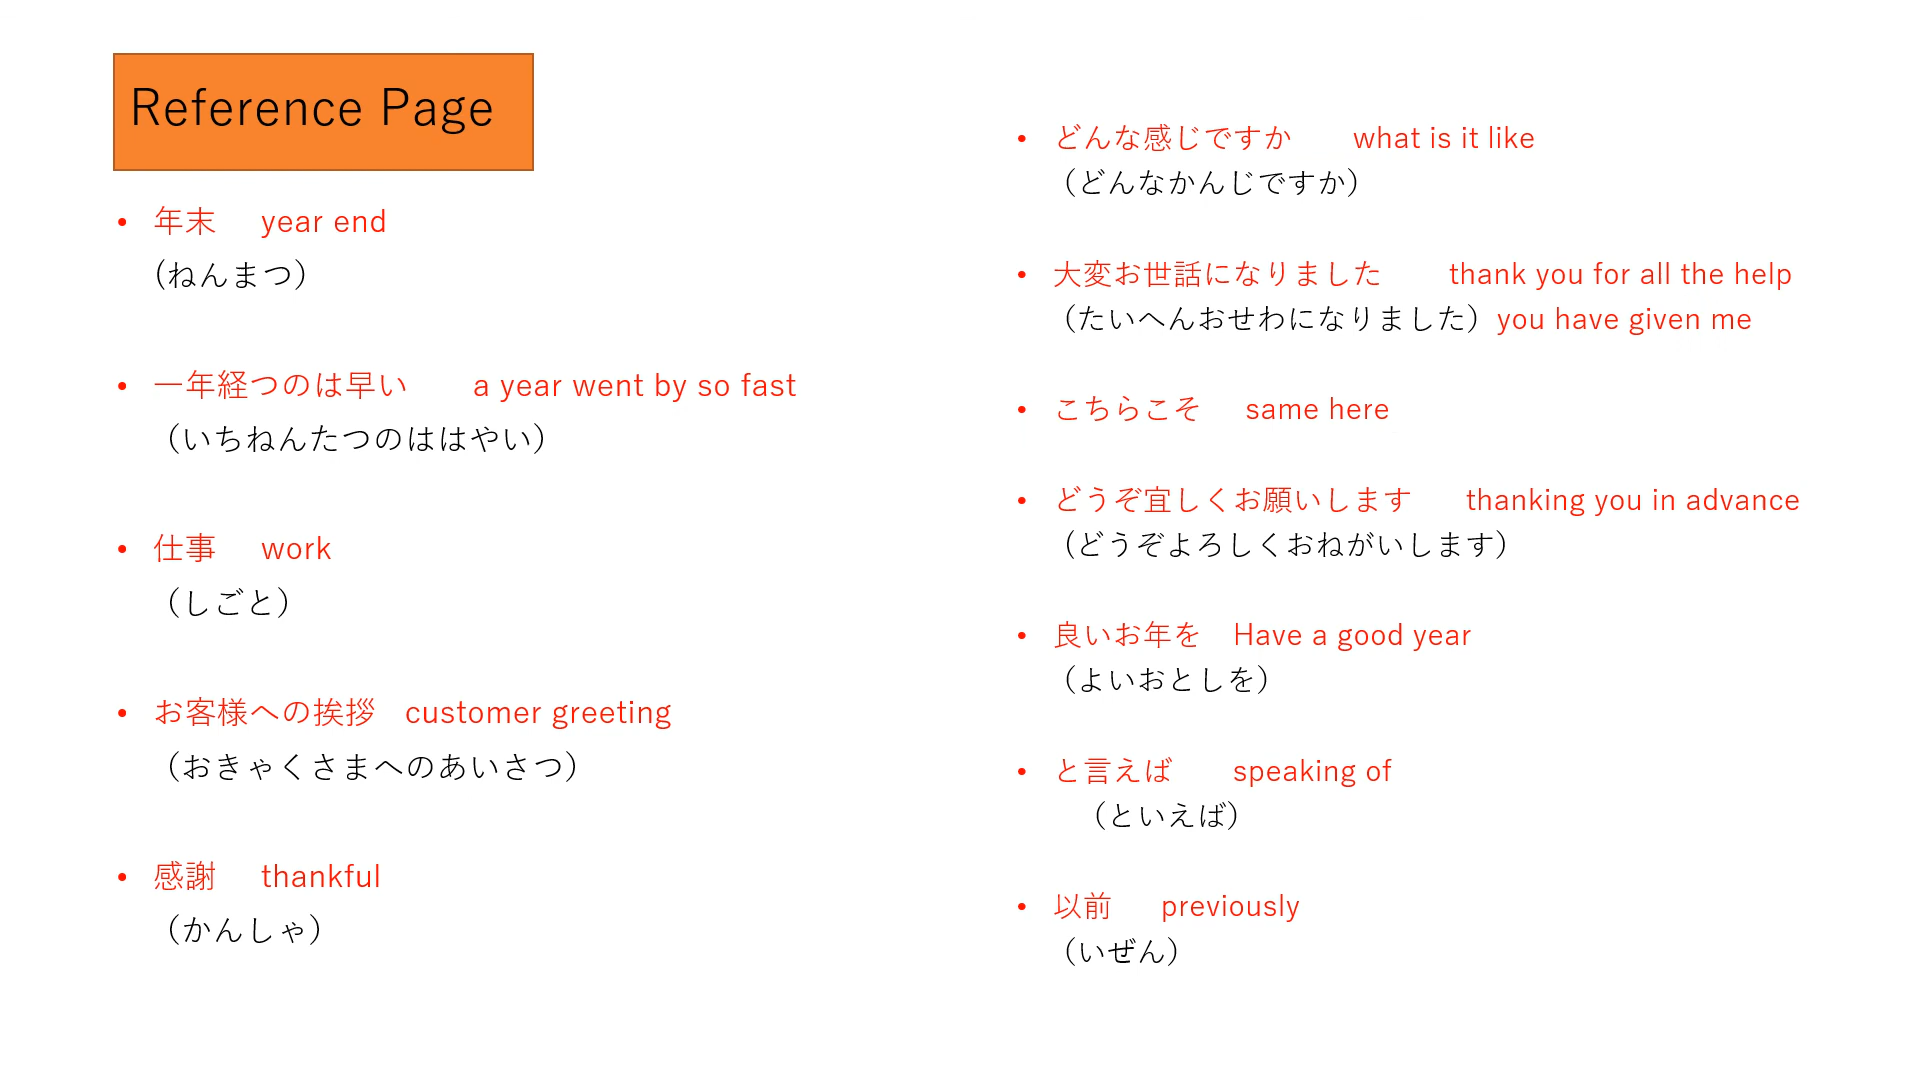 Reference Page
• 年末 year end
（ねんまつ）
• 一年経つのは早い a year went by so fast
（いちねんたつのははやい）
• 仕事 work
（しごと）
• お客様への挨拶 customer greeting
（おきゃくさまへのあいさつ）
• 感謝 thankful
（かんしゃ）
• どんな感じですか what is it like
（どんなかんじですか）
• 大変お世話になりました thank you for all the help
（たいへんおせわになりました）you have given me
• こちらこそ same here
• どうぞ宜しくお願いします thanking you in advance
（どうぞよろしくおねがいします）
• 良いお年を Have a good year
（よいおとしを）
• と言えば speaking of
（といえば）
• 以前 previously
（いぜん）